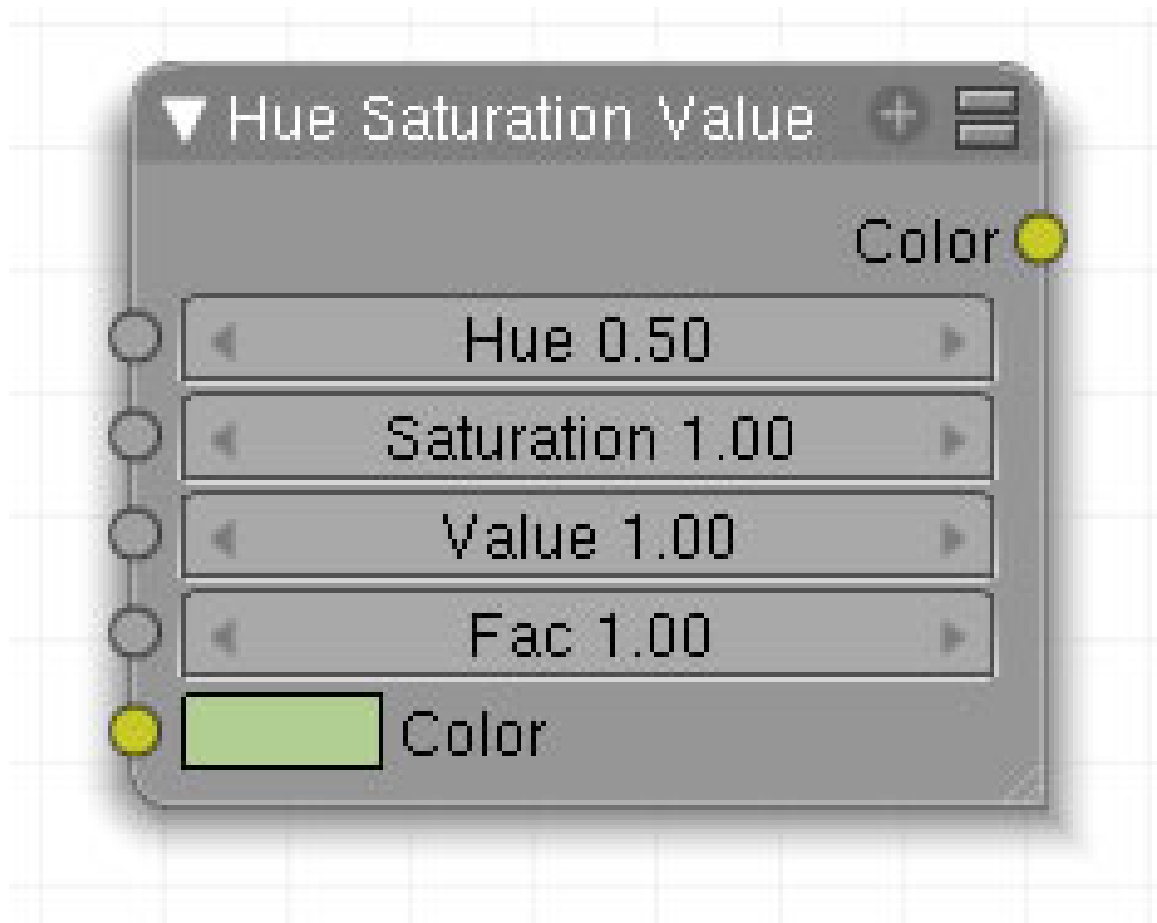 Hue Saturation Value
Color
Hue 0.50
Saturation 1.00
Value 1.00
Fac 1.00
Color